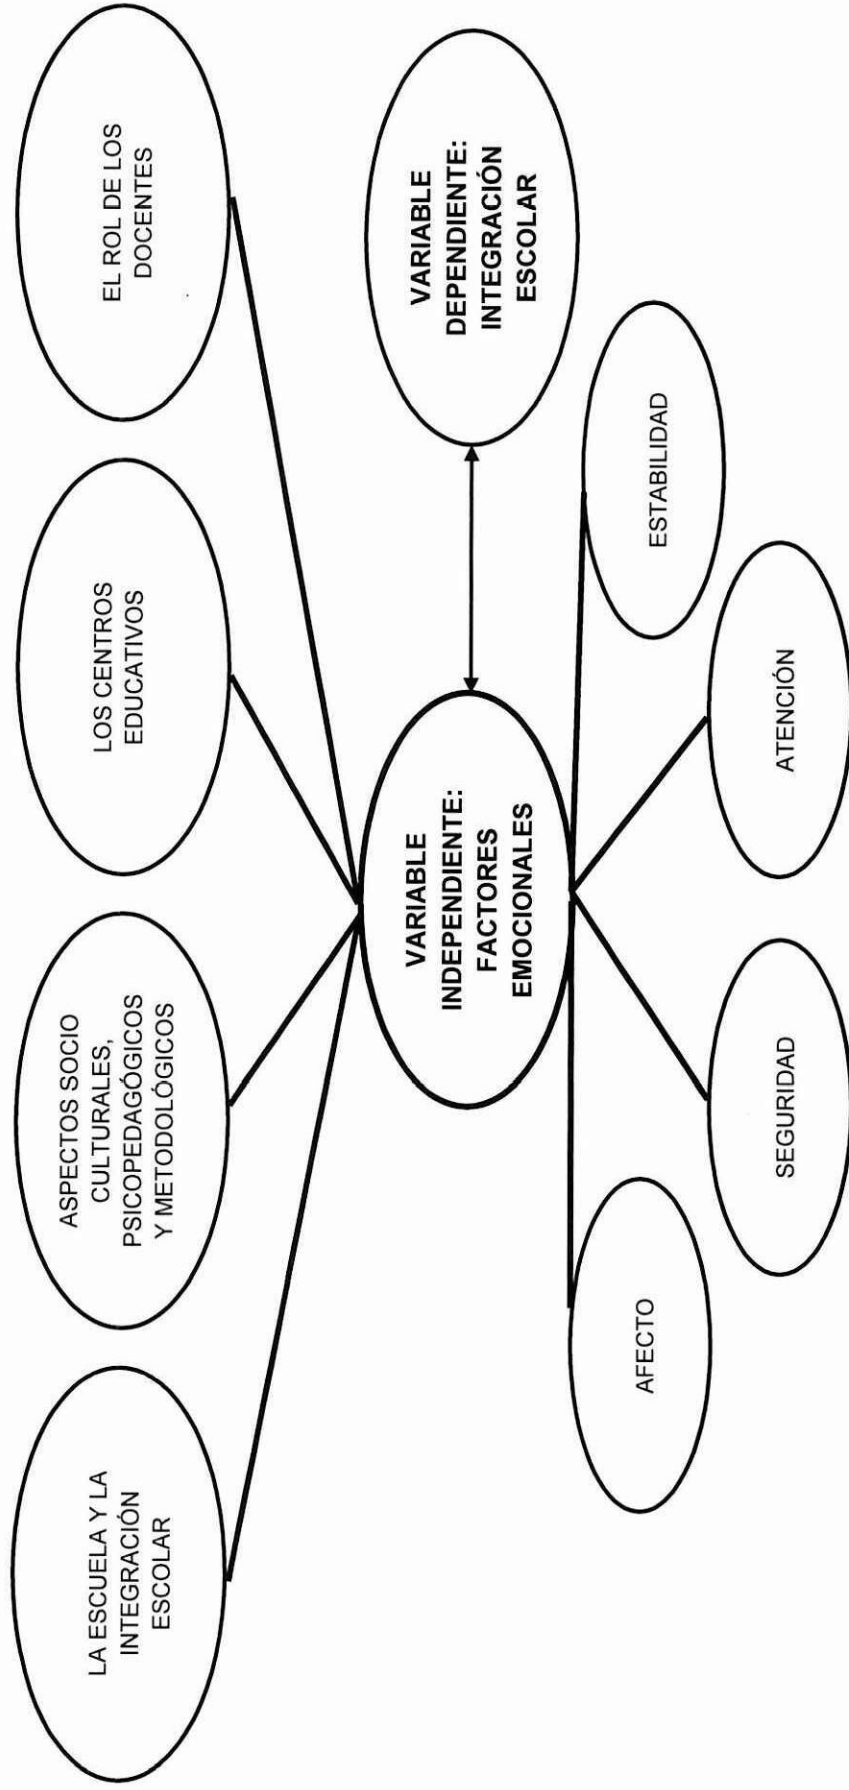 LA ESCUELA Y LA
INTEGRACIÓN
ESCOLAR
ASPECTOS SOCIO
CULTURALES,
PSICOPEDAGÓGICOS
Y METODOLÓGICOS
LOS CENTROS
EDUCATIVOS
EL ROL DE LOS
DOCENTES
VARIABLE
INDEPENDIENTE:
FACTORES
EMOCIONALES
VARIABLE
DEPENDIENTE:
INTEGRACIÓN
ESCOLAR
AFECTO
SEGURIDAD
ATENCIÓN
ESTABILIDAD